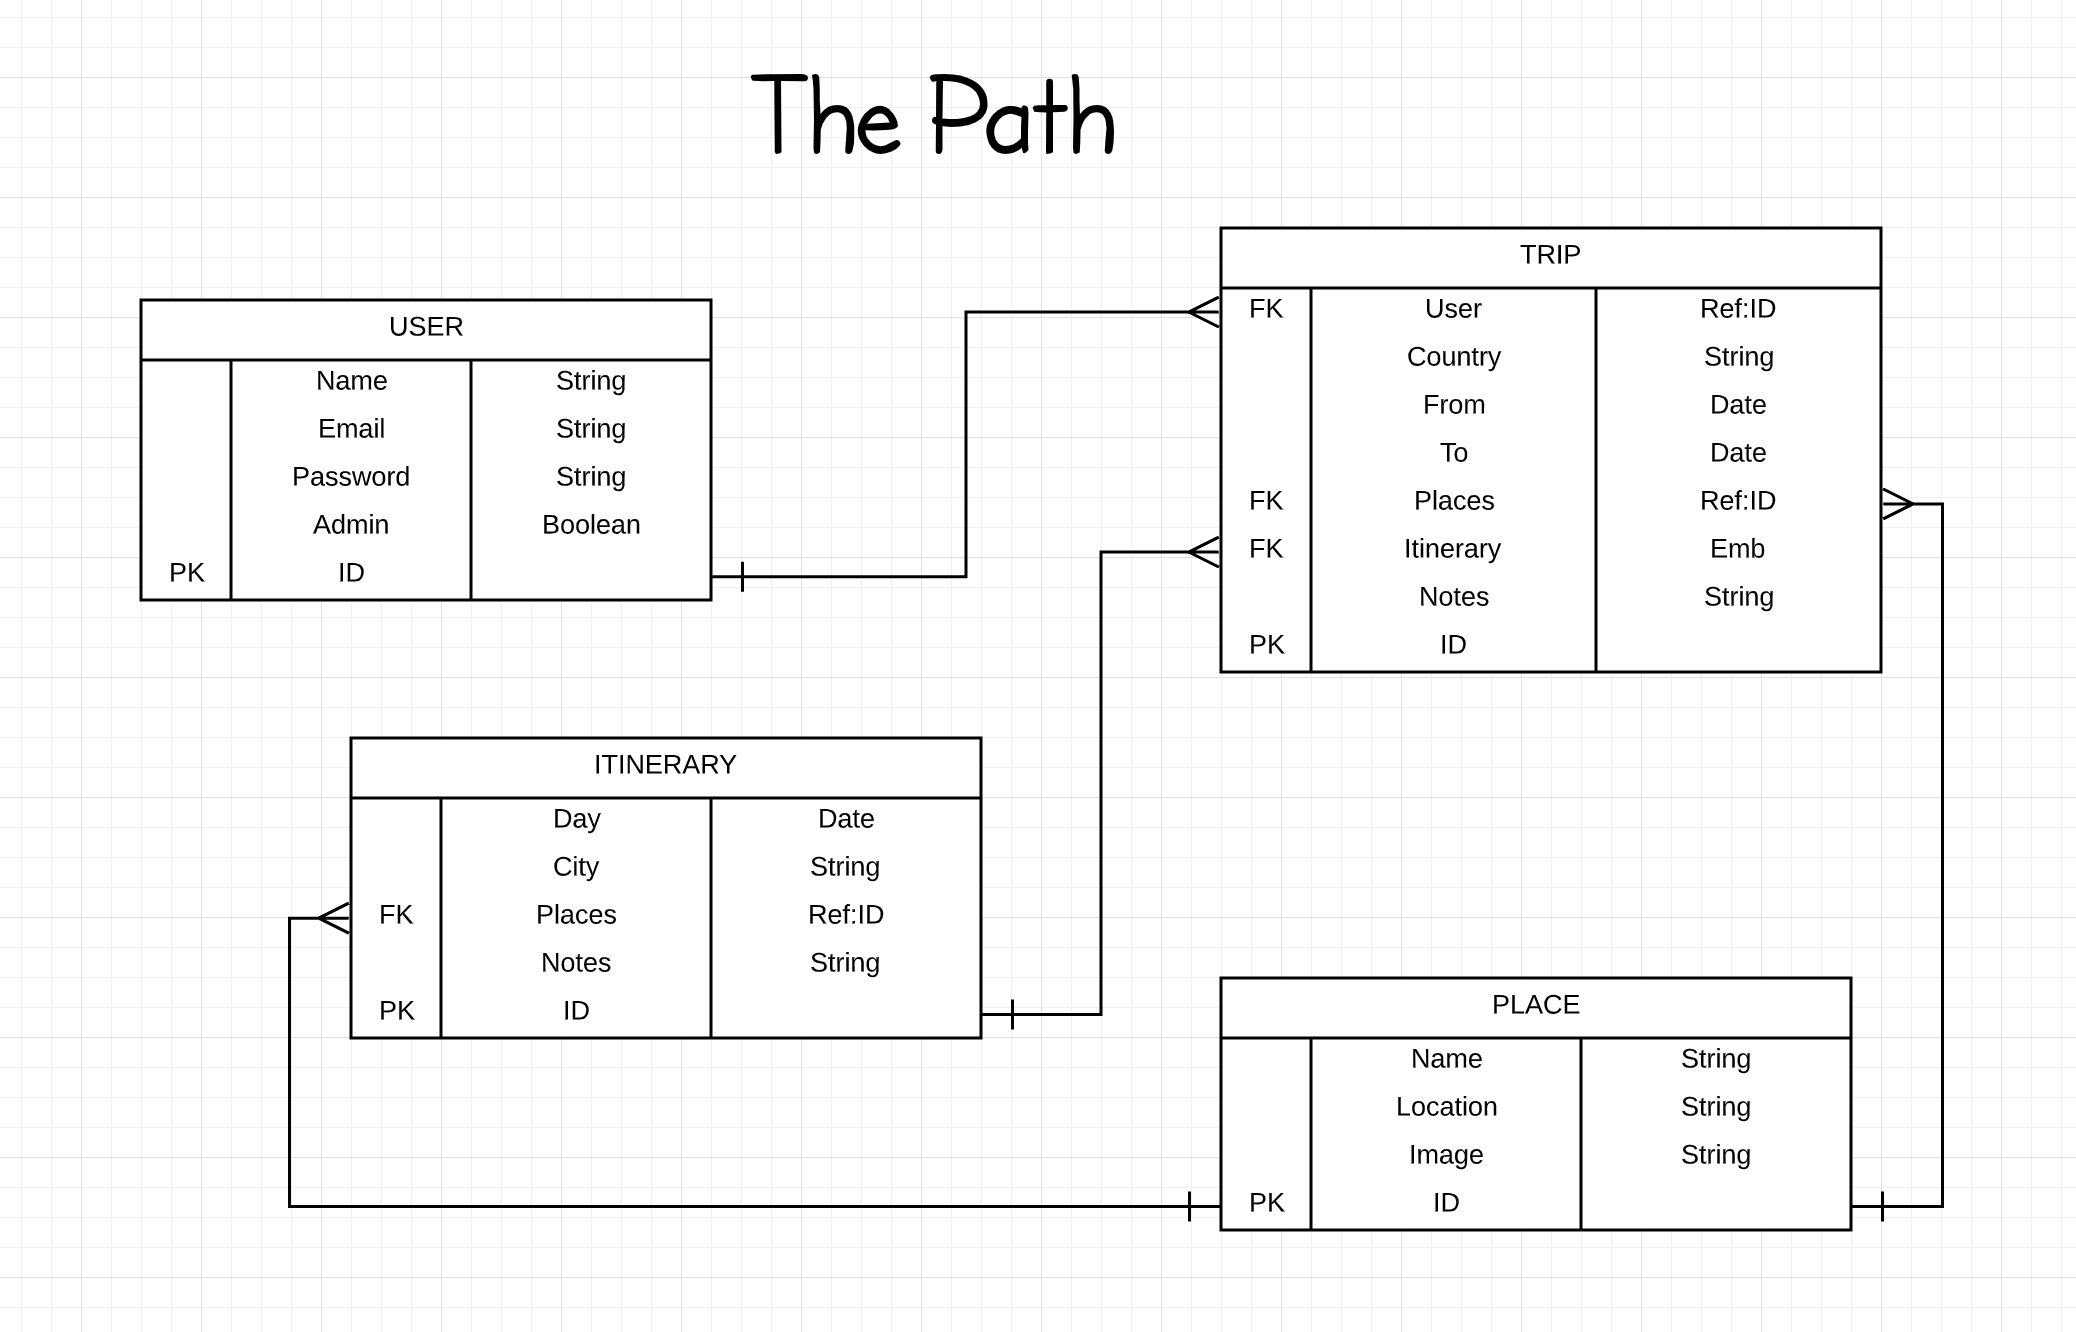 The Path
USER
Name String
Email String
Password String
Admin Boolean
PK ID
TRIP
FK User Ref:ID
Country String
From Date
To Date
FK Places Ref:ID
FK Itinerary Emb
Notes String
PK ID
ITINERARY
Day Date
City String
FK Places Ref:ID
Notes String
PK ID
PLACE
Name String
Location String
Image String
PK ID